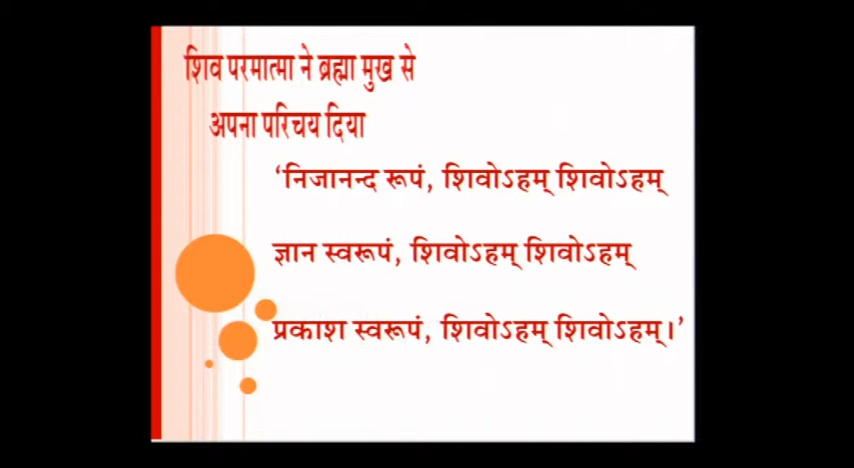 शिव परमात्मा ने ब्रह्मा मुख से
अपना परिचय दिया
‘निजानन्द रूपं, शिवोऽहम् शिवोऽहम्
ज्ञान स्वरूपं, शिवोऽहम् शिवोऽहम्
प्रकाश स्वरूपं, शिवोऽहम् शिवोऽहम्।’